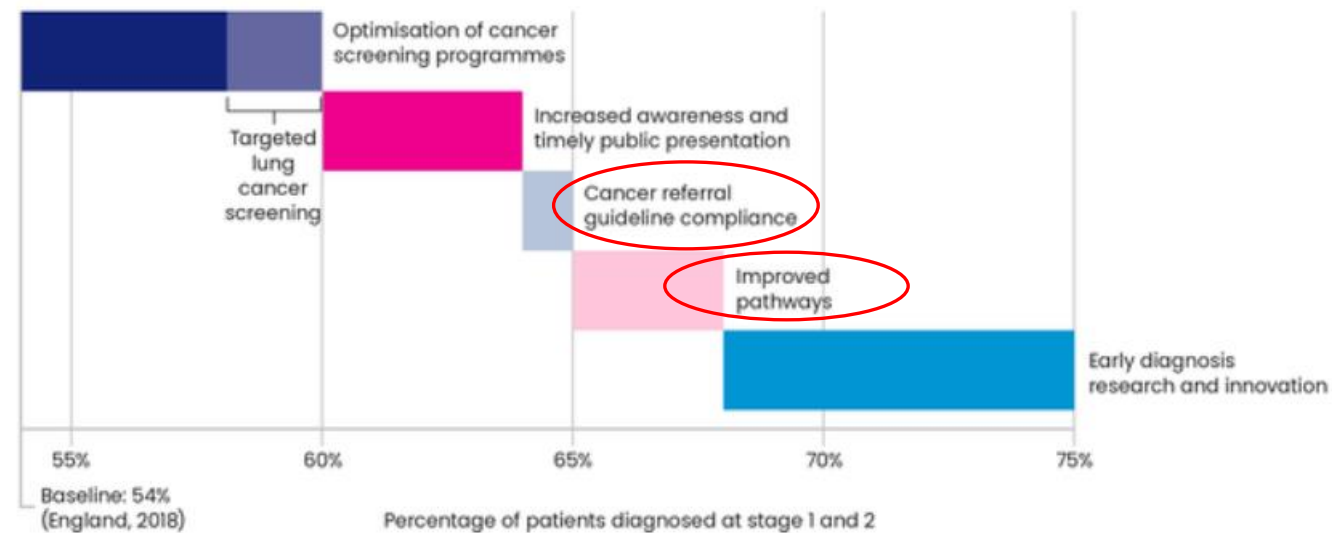 Optimisation of cancer
screening programmes
Targeted
lung
cancer
screening
Increased awareness and
timely public presentation
Cancer referral
guideline compliance
Improved
pathways
Early diagnosis
research and innovation
55%
60%
65%
70%
75%
Baseline: 54%
(England, 2018)
Percentage of patients diagnosed at stage 1 and 2